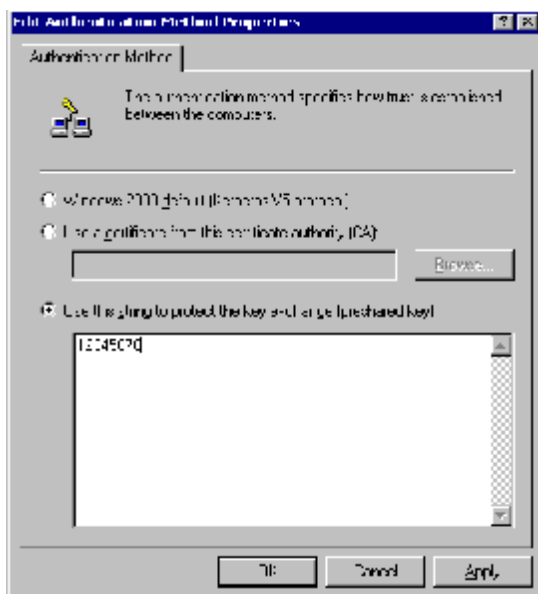 Edit Authentication Method Properties
Authentication Method
The authentication method specifies how trust is established
between the computers.
Windows 2000 default (Kerberos V5 protocol)
Use a certificate from this certificate authority (CA):
Browse...
Use this string to protect the key exchange (preshared key):
OK
Cancel
Apply